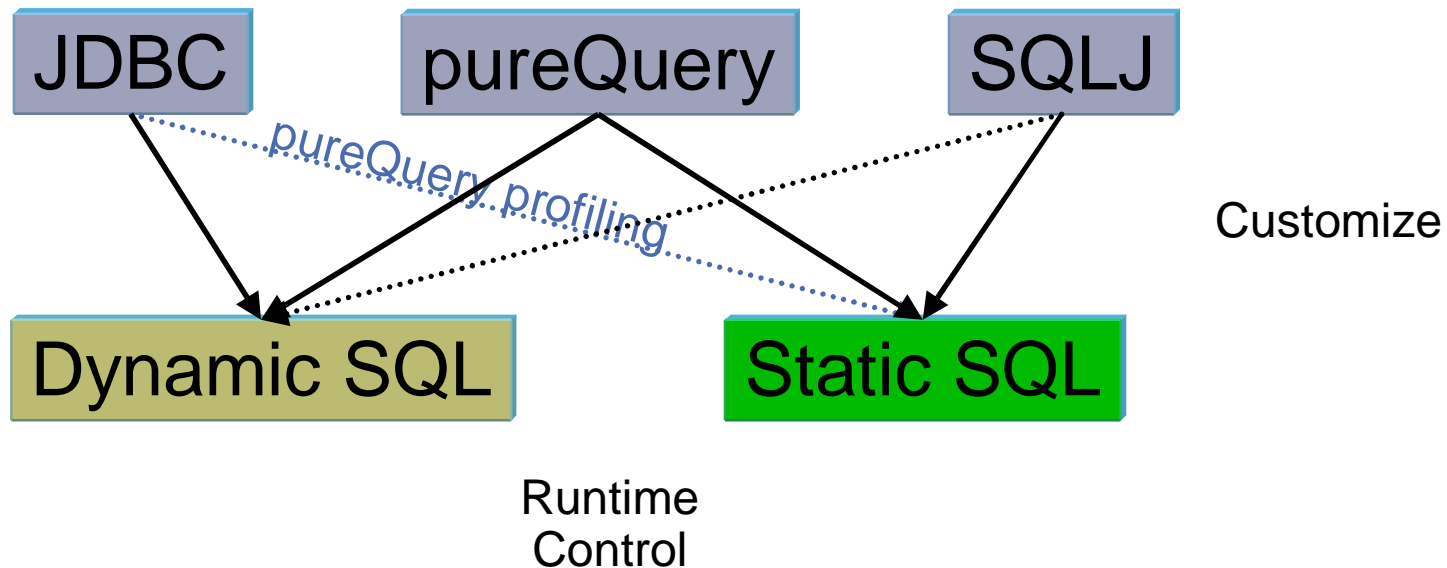 JDBC
pureQuery
SQLJ
pureQuery profiling
Customize
Dynamic SQL
Static SQL
Runtime
Control